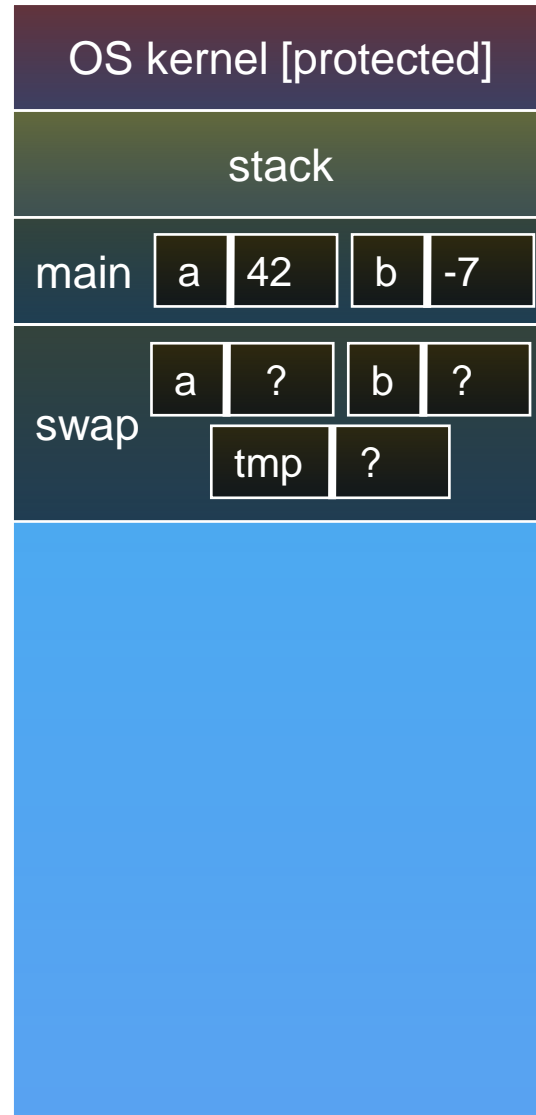 OS kernel [protected]
stack
main a 42 b -7
a ? b ?
swap
tmp ?